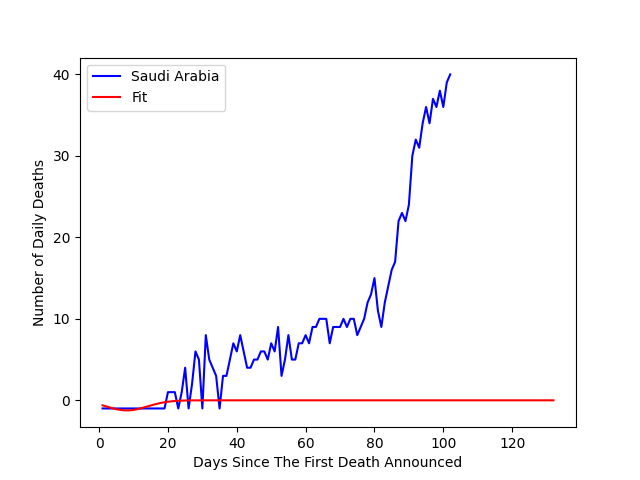 Saudi Arabia
Fit
40
30
20
10
0
Number of Daily Deaths
0 20 40 60 80 100 120
Days Since The First Death Announced